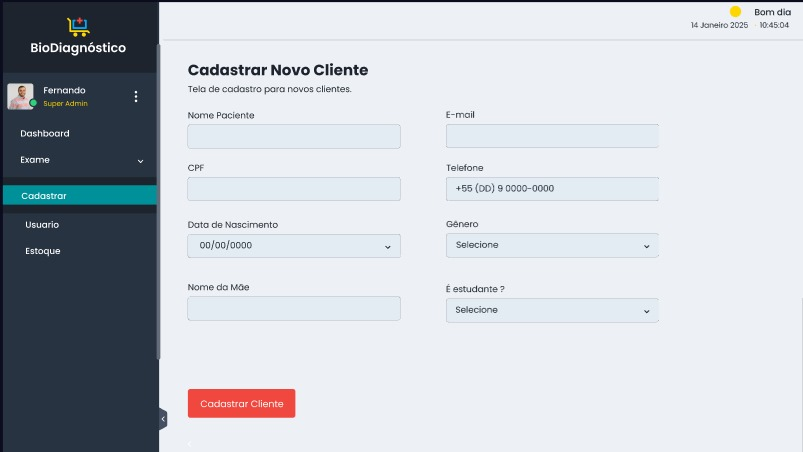 BioDiagnóstico
Bom dia
14 Janeiro 2025 10:45:04
Fernando
Super Admin
Dashboard
Exame
Cadastrar
Usuario
Estoque
Cadastrar Novo Cliente
Tela de cadastro para novos clientes.
Nome Paciente
E-mail
CPF
Telefone
+55 (DD) 9 0000-0000
Data de Nascimento
Gênero
00/00/0000
Selecione
Nome da Mãe
É estudante ?
Selecione
Cadastrar Cliente